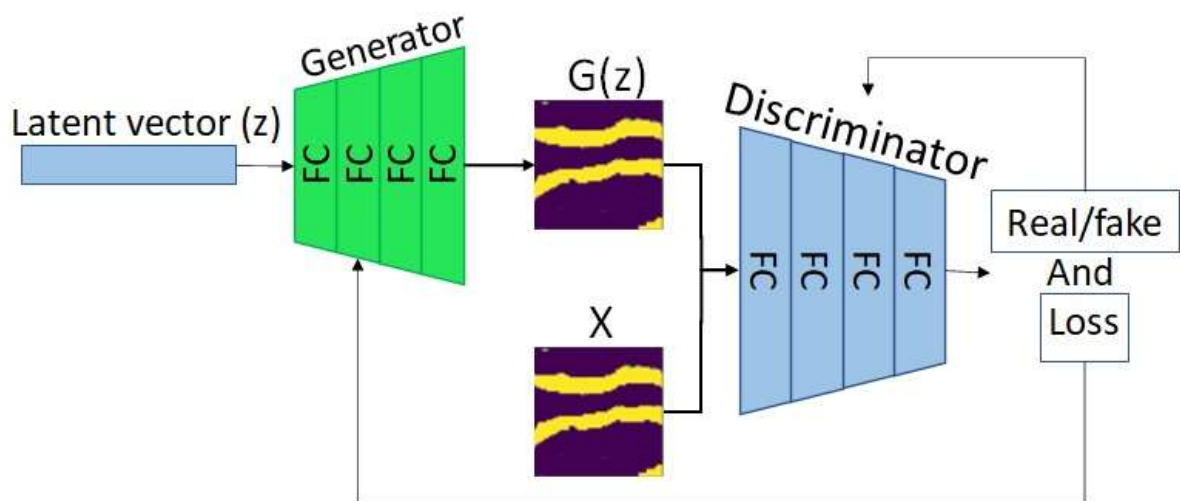 Generator
Latent vector (z)
FC
FC
FC
FC
G(z)
X
Discriminator
FC
FC
FC
FC
Real/fake
And
Loss